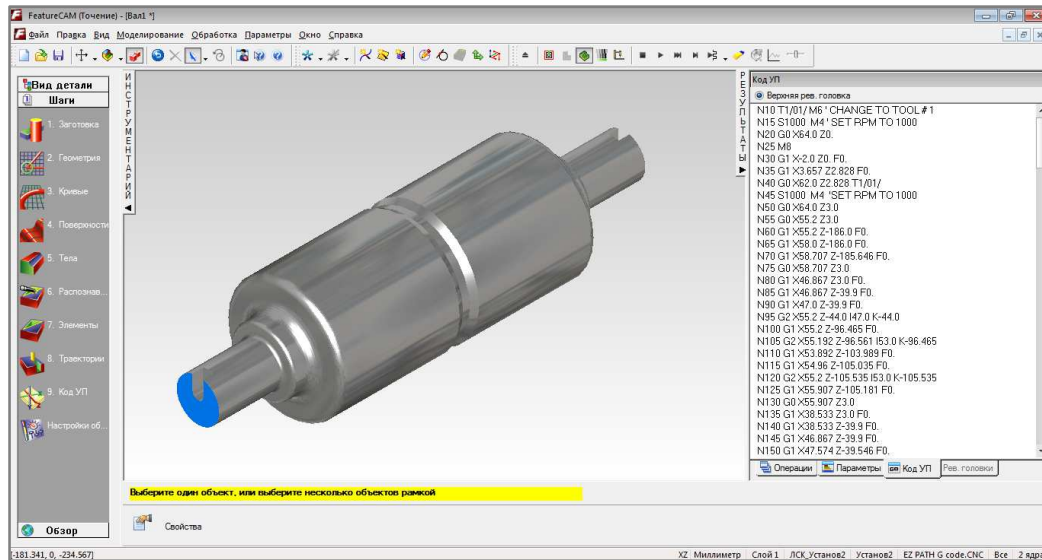 FeatureCAM (Точение) - [Вал1 *]
Файл Правка Вид Моделирование Обработка Параметры Окно Справка
Вид детали
Шаги
1. Заготовка
2. Геометрия
3. Кривые
4. Поверхности
5. Тела
6. Распознав...
7. Элементы
8. Траектории
9. Код УП
Настройки об...
Обзор
ИНСТРУМЕНТАРИЙ
РЕЗУЛЬТАТЫ
Код УП
Верхняя рев. головка
N10 T1/01/ M6 ' CHANGE TO TOOL # 1
N15 S1000 M4 ' SET RPM TO 1000
N20 G0 X64.0 Z0.
N25 M8
N30 G1 X-2.0 Z0. F0.
N35 G1 X3.657 Z2.828 F0.
N40 G0 X62.0 Z2.828 T1/01/
N45 S1000 M4 'SET RPM TO 1000
N50 G0 X64.0 Z3.0
N55 G0 X55.2 Z3.0
N60 G1 X55.2 Z-186.0 F0.
N65 G1 X58.0 Z-186.0 F0.
N70 G1 X58.707 Z-185.646 F0.
N75 G0 X58.707 Z3.0
N80 G1 X46.867 Z3.0 F0.
N85 G1 X46.867 Z-39.9 F0.
N90 G1 X47.0 Z-39.9 F0.
N95 G2 X55.2 Z-44.0 I47.0 K-44.0
N100 G1 X55.2 Z-96.465 F0.
N105 G2 X55.192 Z-96.561 I53.0 K-96.465
N110 G1 X53.892 Z-103.989 F0.
N115 G1 X54.96 Z-105.035 F0.
N120 G2 X55.2 Z-105.535 I53.0 K-105.535
N125 G1 X55.907 Z-105.181 F0.
N130 G0 X55.907 Z3.0
N135 G1 X38.533 Z3.0 F0.
N140 G1 X38.533 Z-39.9 F0.
N145 G1 X46.867 Z-39.9 F0.
N150 G1 X47.574 Z-39.546 F0.
Операции Параметры Код УП Рев. головки
Выберите один объект, или выберите несколько объектов рамкой
Свойства
-181.341, 0, -234.567] XZ Миллиметр Слой 1 ЛСК_Установ2 Установ2 EZ PATH G code.CNC Все 2 ядра